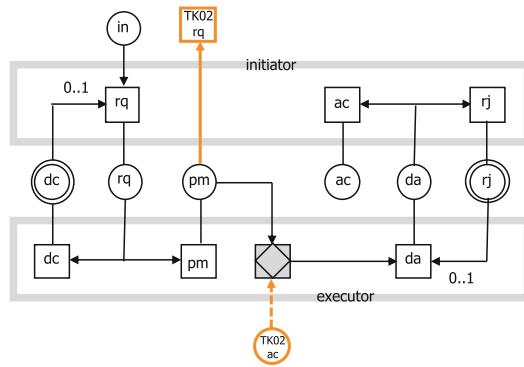 in
TK02
rq
initiator
0..1
rq
ac
rj
dc
rq
pm
ac
da
rj
dc
pm
da
0..1
executor
TK02
ac